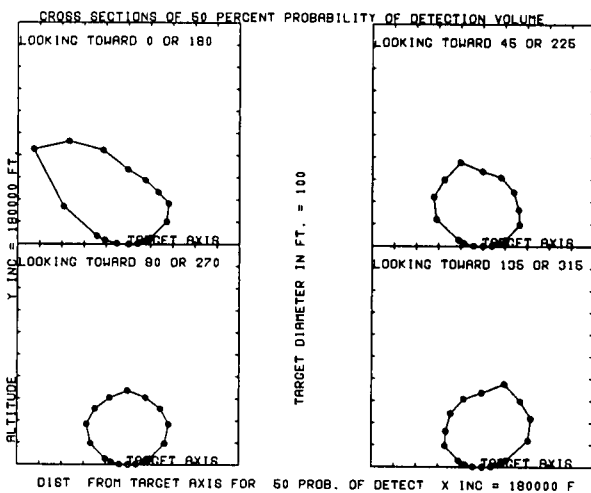 CROSS SECTIONS OF 50 PERCENT PROBABILITY OF DETECTION VOLUME
LOOKING TOWARD 0 OR 180
LOOKING TOWARD 45 OR 225
TARGET AXIS
TARGET AXIS
Y INC = 180000 FT.
TARGET DIAMETER IN FT. = 100
LOOKING TOWARD 90 OR 270
LOOKING TOWARD 135 OR 315
ALTITUDE
TARGET AXIS
TARGET AXIS
DIST FROM TARGET AXIS FOR 50 PROB. OF DETECT X INC = 180000 F